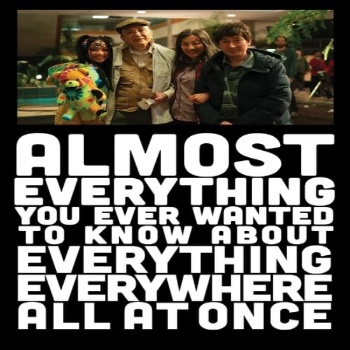 ALMOST
EVERYTHING
YOU EVER WANTED
TO KNOW ABOUT
EVERYTHING
EVERYWHERE
ALL AT ONCE